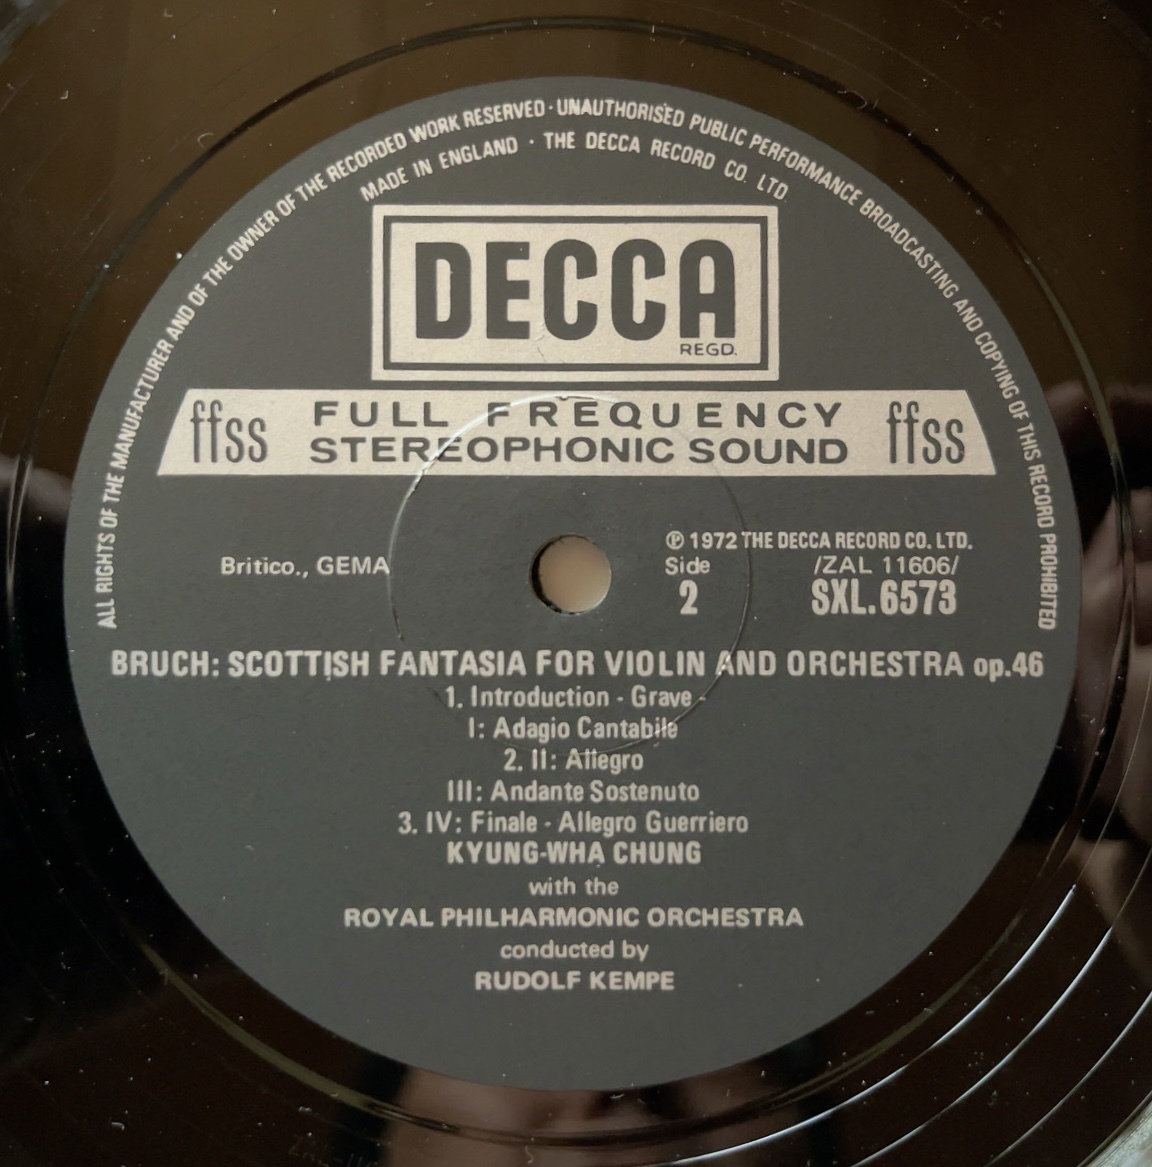 ALL RIGHTS OF THE MANUFACTURER AND OF THE OWNER OF THE RECORDED WORK RESERVED · UNAUTHORISED PUBLIC PERFORMANCE BROADCASTING AND COPYING OF THIS RECORD PROHIBITED
MADE IN ENGLAND · THE DECCA RECORD CO. LTD.
DECCA
REGD.
ffss FULL FREQUENCY ffss
STEREOPHONIC SOUND
℗ 1972 THE DECCA RECORD CO. LTD.
Britico., GEMA Side /ZAL 11606/
2 SXL.6573
BRUCH: SCOTTISH FANTASIA FOR VIOLIN AND ORCHESTRA op.46
1. Introduction - Grave -
I: Adagio Cantabile
2. II: Allegro
III: Andante Sostenuto
3. IV: Finale - Allegro Guerriero
KYUNG-WHA CHUNG
with the
ROYAL PHILHARMONIC ORCHESTRA
conducted by
RUDOLF KEMPE